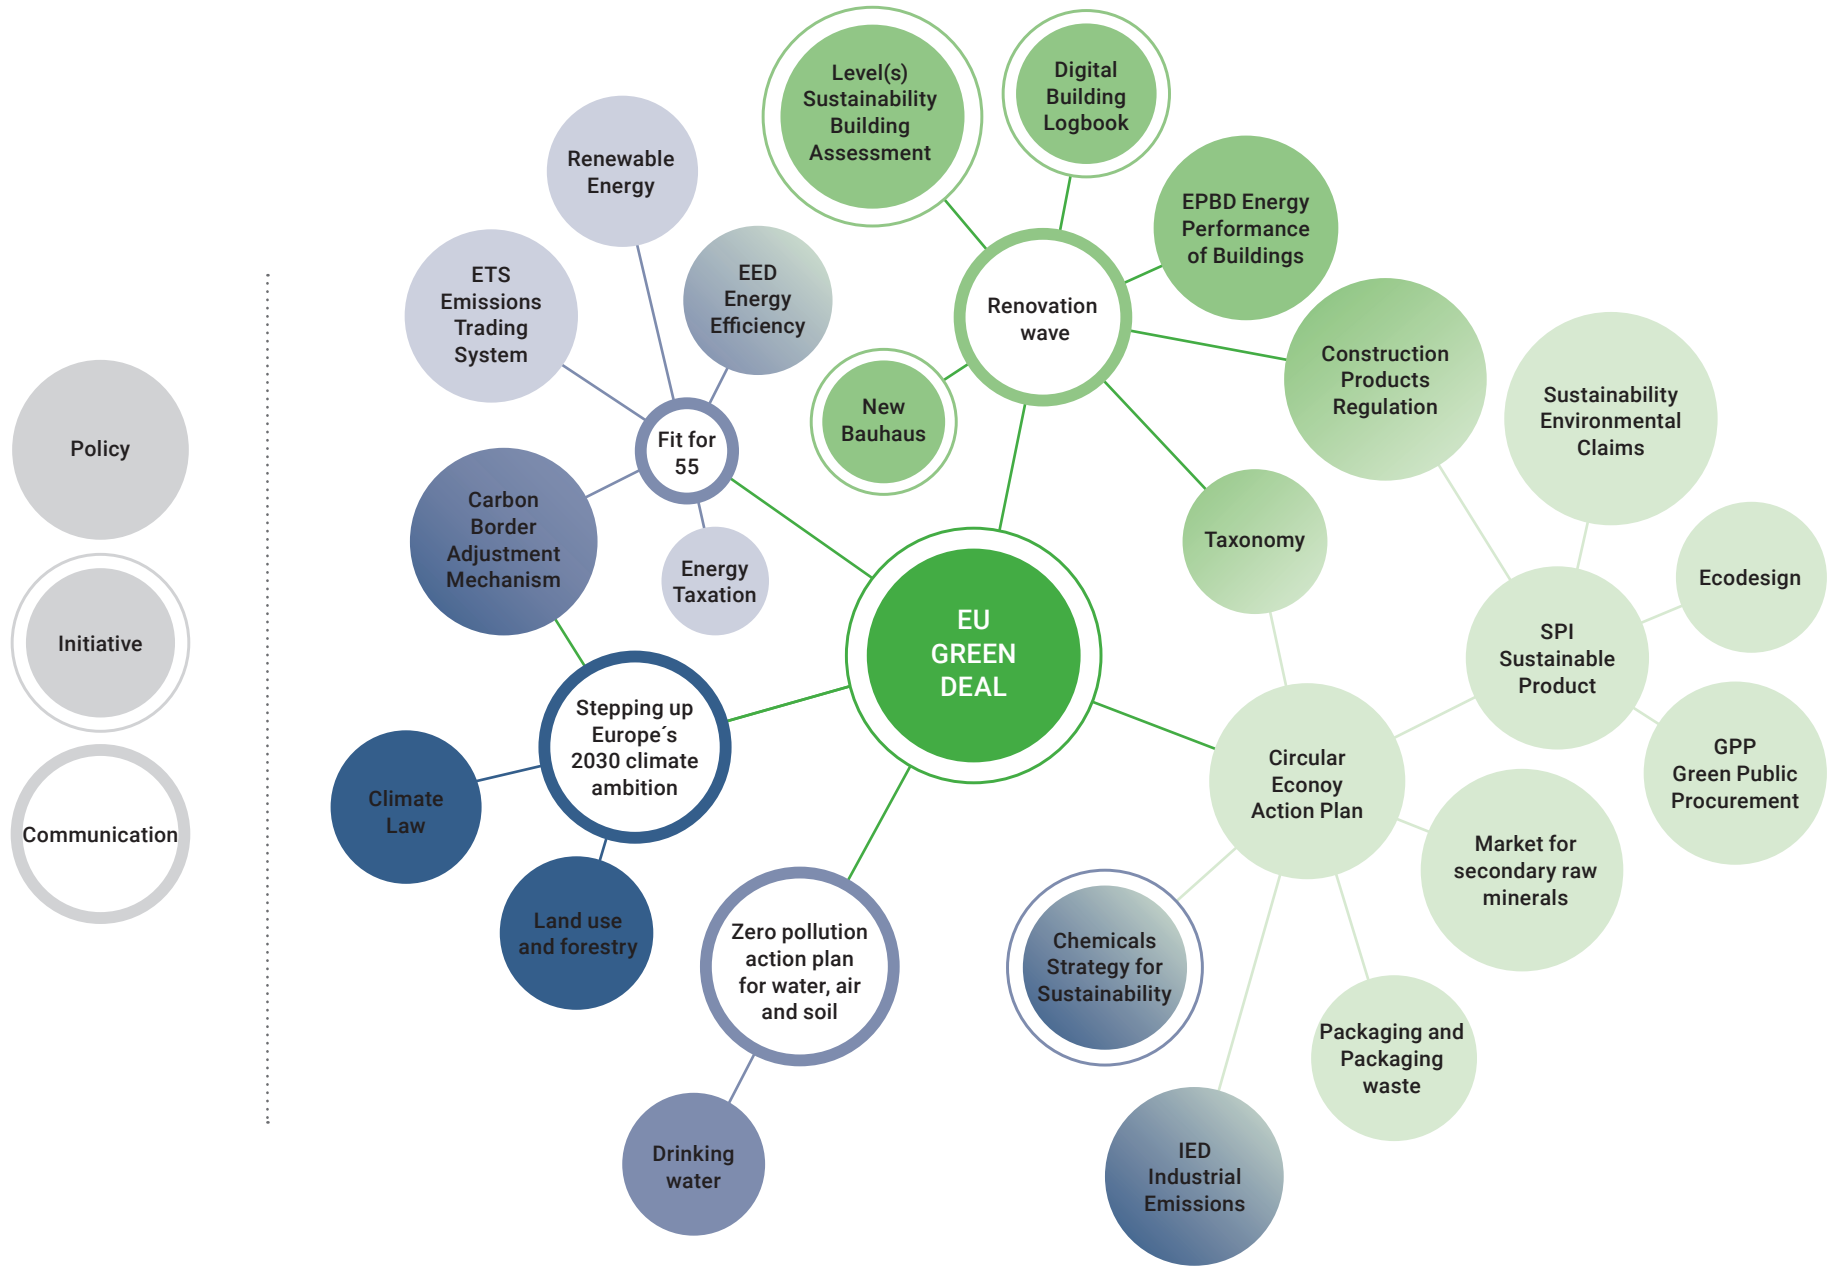 Policy
Initiative
Communication
Level(s)
Sustainability
Building
Assessment
Digital
Building
Logbook
Renewable
Energy
EPBD Energy
Performance
of Buildings
ETS
Emissions
Trading
System
EED
Energy
Efficiency
Renovation
wave
Construction
Products
Regulation
Sustainability
Environmental
Claims
New
Bauhaus
Fit for
55
Carbon
Border
Adjustment
Mechanism
Energy
Taxation
Taxonomy
Ecodesign
EU
GREEN
DEAL
SPI
Sustainable
Product
Stepping up
Europe´s
2030 climate
ambition
Circular
Econoy
Action Plan
GPP
Green Public
Procurement
Climate
Law
Market for
secondary raw
minerals
Land use
and forestry
Zero pollution
action plan
for water, air
and soil
Chemicals
Strategy for
Sustainability
Packaging and
Packaging
waste
Drinking
water
IED
Industrial
Emissions